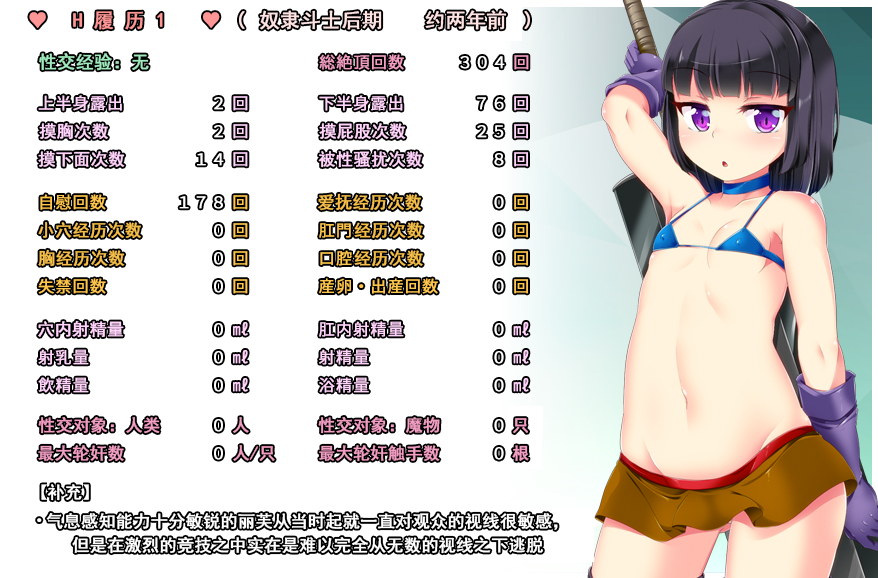 ♥ H 履 历 1 ♥ ( 奴隶斗士后期 约两年前 )
性交经验：无 総絶頂回数 304回
上半身露出 2回 下半身露出 76回
摸胸次数 2回 摸屁股次数 25回
摸下面次数 14回 被性骚扰次数 8回
自慰回数 178回 爱抚经历次数 0回
小穴经历次数 0回 肛門经历次数 0回
胸经历次数 0回 口腔经历次数 0回
失禁回数 0回 産卵・出産回数 0回
穴内射精量 0㎖ 肛内射精量 0㎖
射乳量 0㎖ 射精量 0㎖
飲精量 0㎖ 浴精量 0㎖
性交对象：人类 0人 性交对象：魔物 0只
最大轮奸数 0人/只 最大轮奸触手数 0根
【补充】
・气息感知能力十分敏锐的丽芙从当时起就一直对观众的视线很敏感,
但是在激烈的竞技之中实在是难以完全从无数的视线之下逃脱